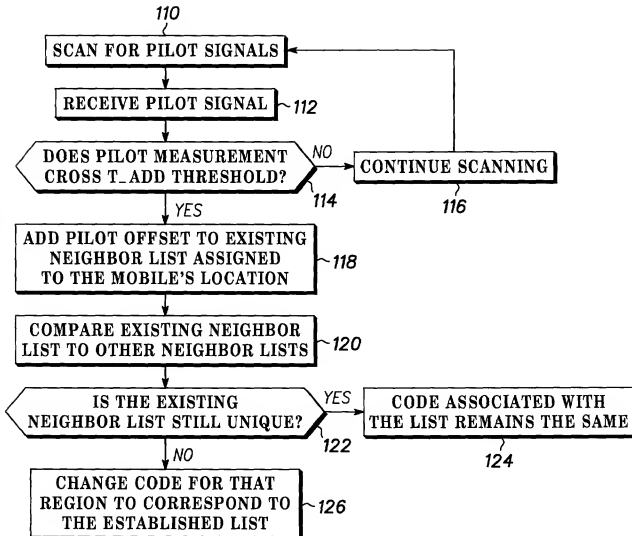 110
SCAN FOR PILOT SIGNALS
RECEIVE PILOT SIGNAL
112
DOES PILOT MEASUREMENT
CROSS T_ADD THRESHOLD?
114
NO
CONTINUE SCANNING
116
YES
ADD PILOT OFFSET TO EXISTING
NEIGHBOR LIST ASSIGNED
TO THE MOBILE'S LOCATION
118
COMPARE EXISTING NEIGHBOR
LIST TO OTHER NEIGHBOR LISTS
120
IS THE EXISTING
NEIGHBOR LIST STILL UNIQUE?
122
YES
CODE ASSOCIATED WITH
THE LIST REMAINS THE SAME
124
NO
CHANGE CODE FOR THAT
REGION TO CORRESPOND TO
THE ESTABLISHED LIST
126